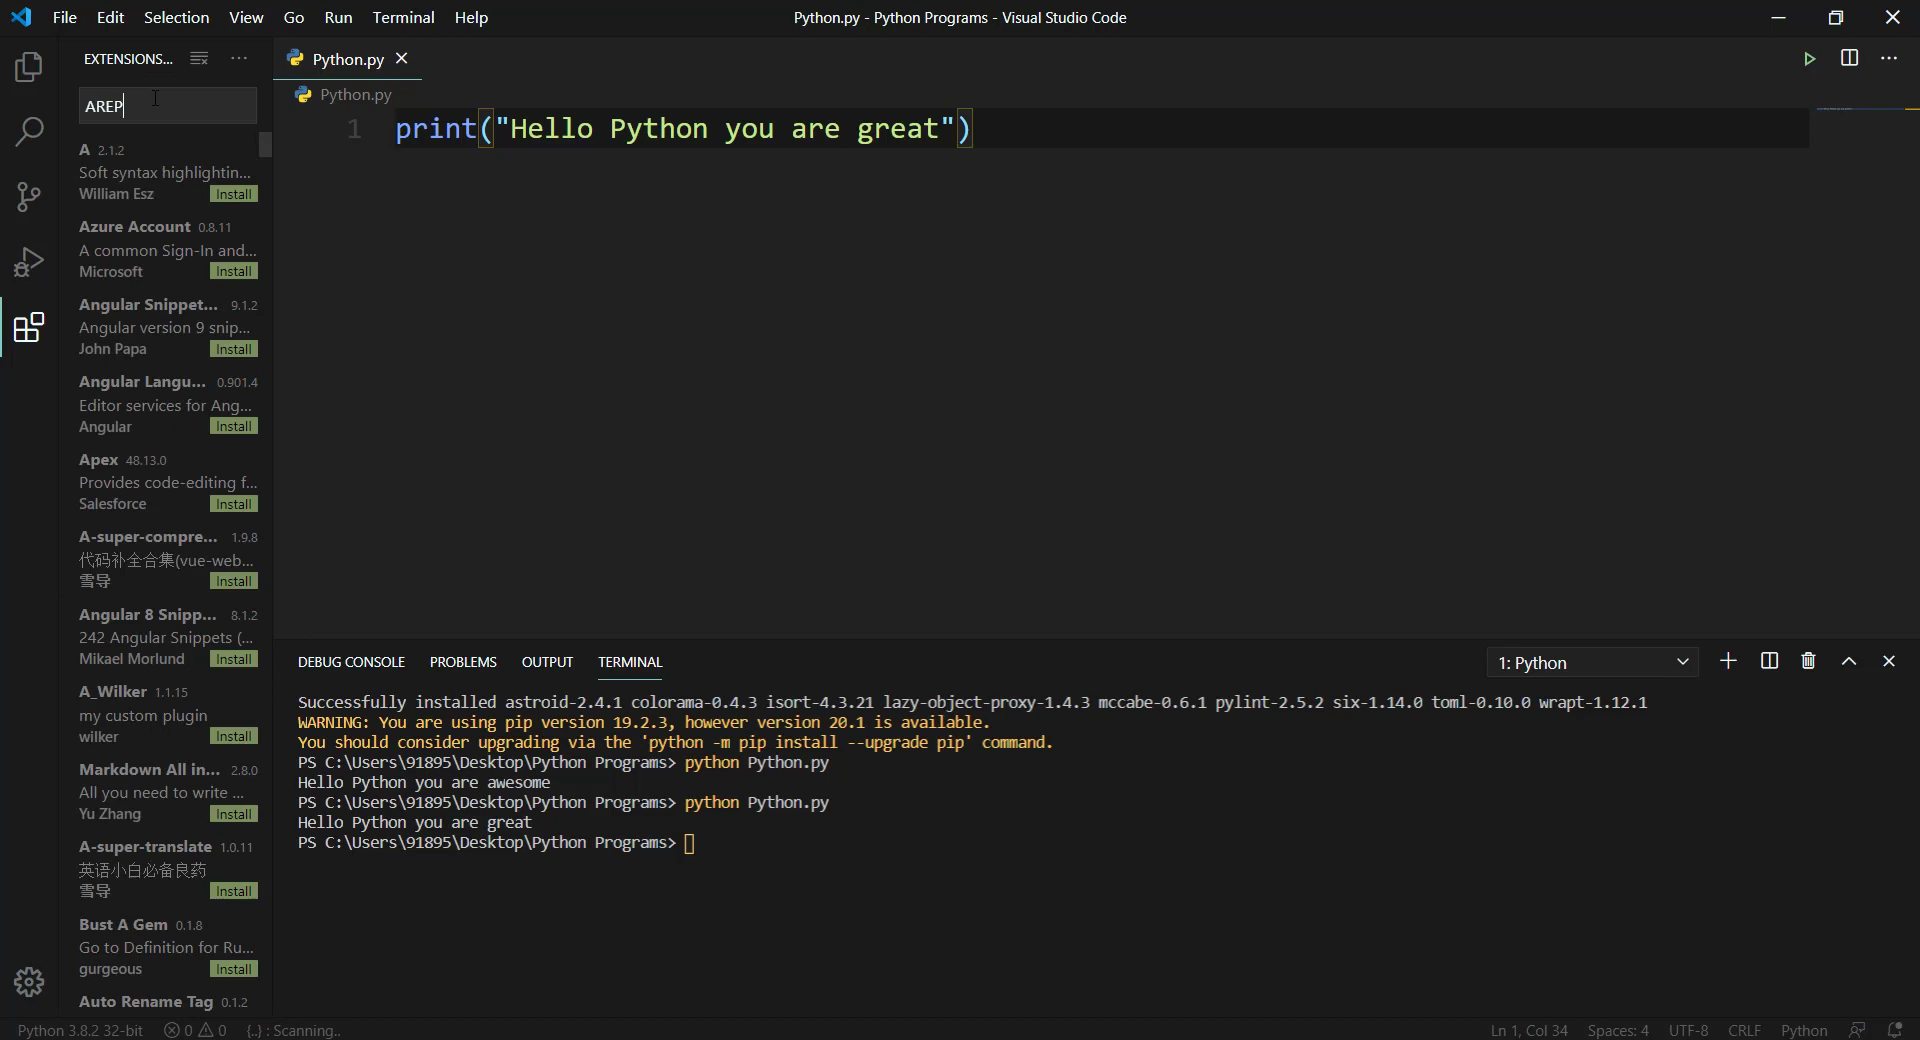 File Edit Selection View Go Run Terminal Help
Python.py - Python Programs - Visual Studio Code
EXTENSIONS...
AREP
A 2.1.2
Soft syntax highlightin...
William Esz Install
Azure Account 0.8.11
A common Sign-In and...
Microsoft Install
Angular Snippet... 9.1.2
Angular version 9 snip...
John Papa Install
Angular Langu... 0.901.4
Editor services for Ang...
Angular Install
Apex 48.13.0
Provides code-editing f...
Salesforce Install
A-super-compre... 1.9.8
代码补全合集(vue-web...
雪导 Install
Angular 8 Snipp... 8.1.2
242 Angular Snippets (...
Mikael Morlund Install
A_Wilker 1.1.15
my custom plugin
wilker Install
Markdown All in... 2.8.0
All you need to write ...
Yu Zhang Install
A-super-translate 1.0.11
英语小白必备良药
雪导 Install
Bust A Gem 0.1.8
Go to Definition for Ru...
gurgeous Install
Auto Rename Tag 0.1.2
Python.py
Python.py
1 print("Hello Python you are great")
DEBUG CONSOLE PROBLEMS OUTPUT TERMINAL
1: Python
Successfully installed astroid-2.4.1 colorama-0.4.3 isort-4.3.21 lazy-object-proxy-1.4.3 mccabe-0.6.1 pylint-2.5.2 six-1.14.0 toml-0.10.0 wrapt-1.12.1
WARNING: You are using pip version 19.2.3, however version 20.1 is available.
You should consider upgrading via the 'python -m pip install --upgrade pip' command.
PS C:\Users\91895\Desktop\Python Programs> python Python.py
Hello Python you are awesome
PS C:\Users\91895\Desktop\Python Programs> python Python.py
Hello Python you are great
PS C:\Users\91895\Desktop\Python Programs>
Python 3.8.2 32-bit 0 0 {..} : Scanning.. Ln 1, Col 34 Spaces: 4 UTF-8 CRLF Python